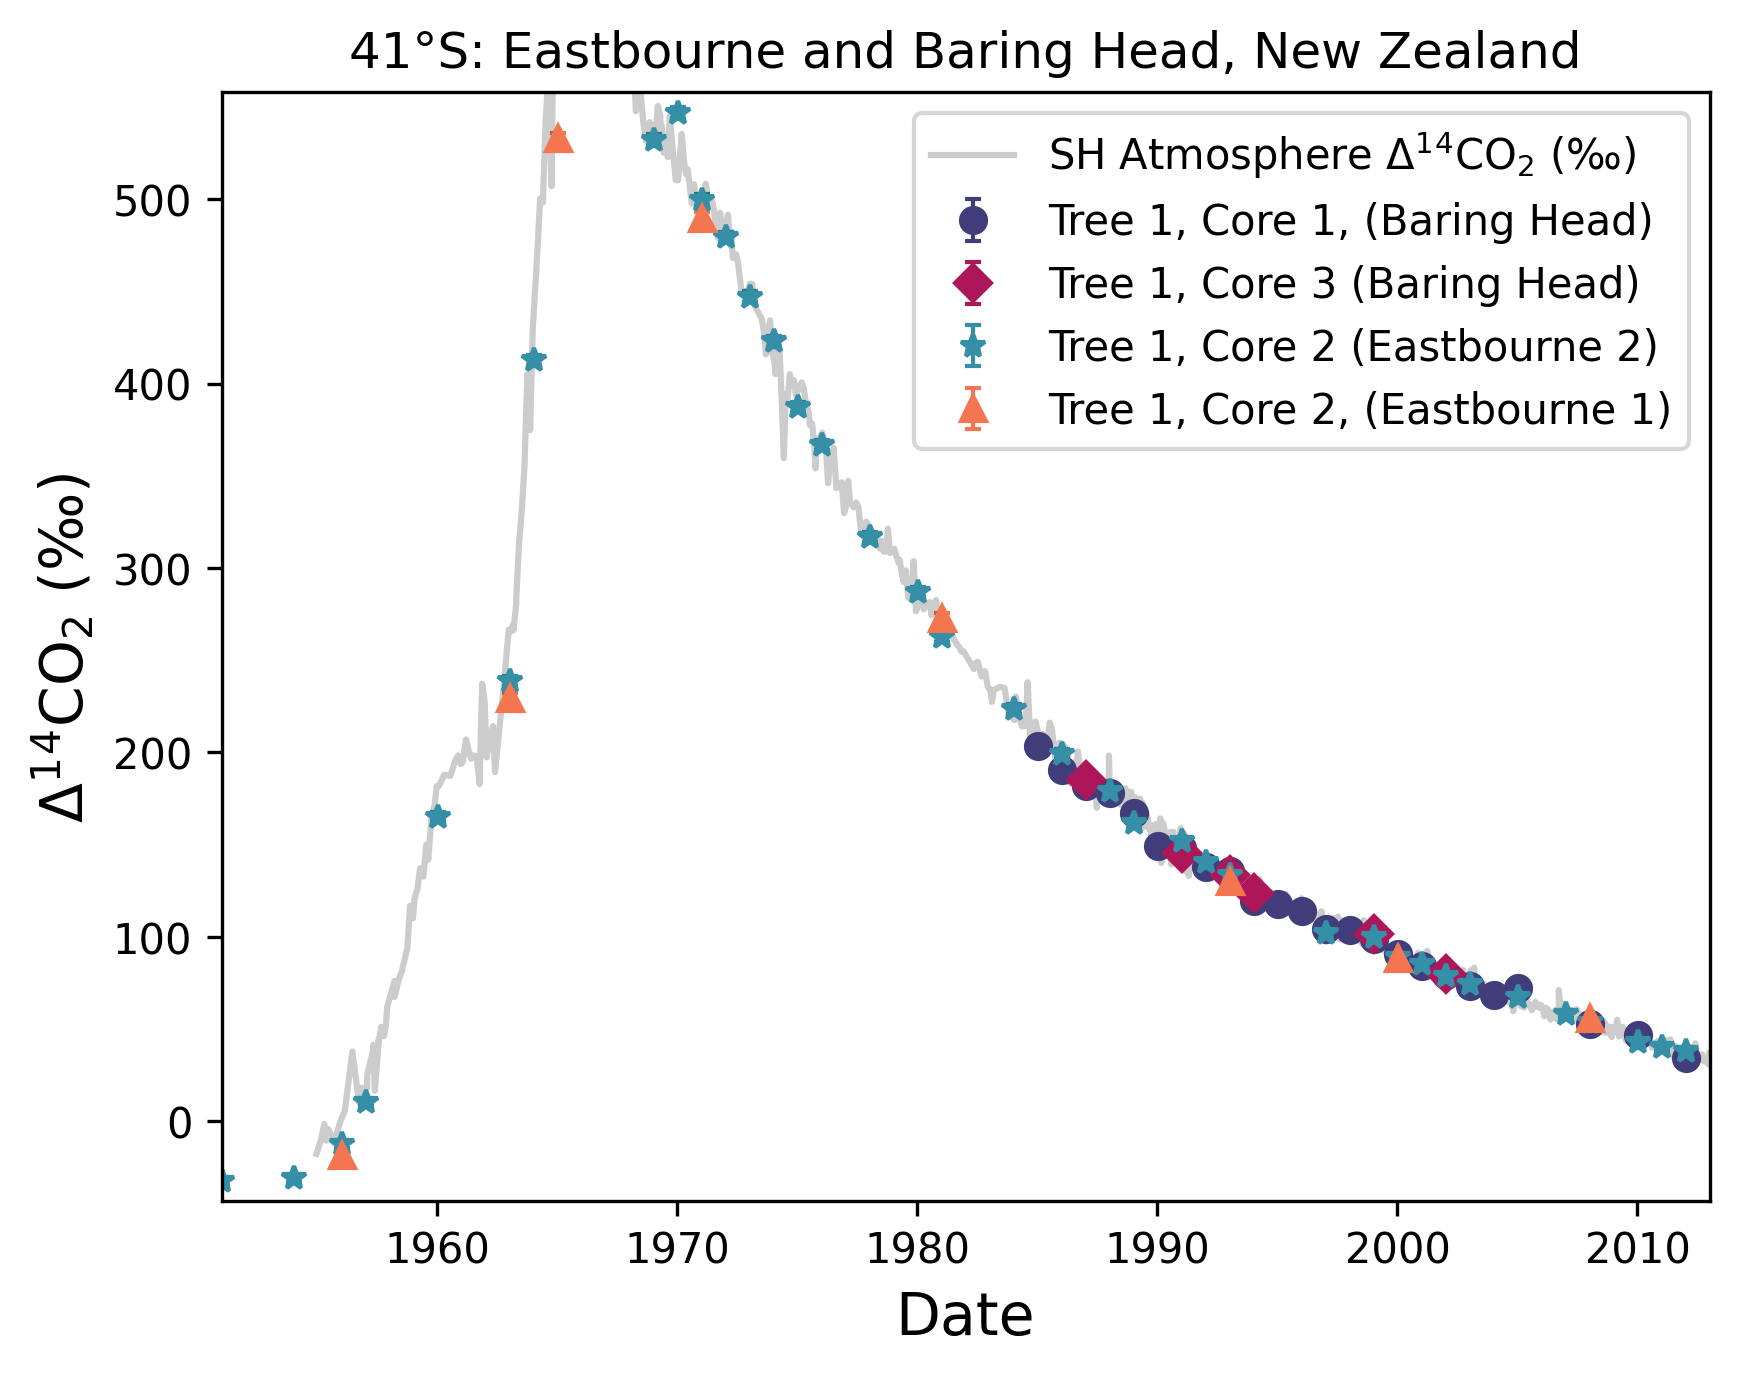 41°S: Eastbourne and Baring Head, New Zealand
SH Atmosphere Δ¹⁴CO₂ (‰)
Tree 1, Core 1, (Baring Head)
Tree 1, Core 3 (Baring Head)
Tree 1, Core 2 (Eastbourne 2)
Tree 1, Core 2, (Eastbourne 1)
Δ¹⁴CO₂ (‰)
500
400
300
200
100
0
1960 1970 1980 1990 2000 2010
Date